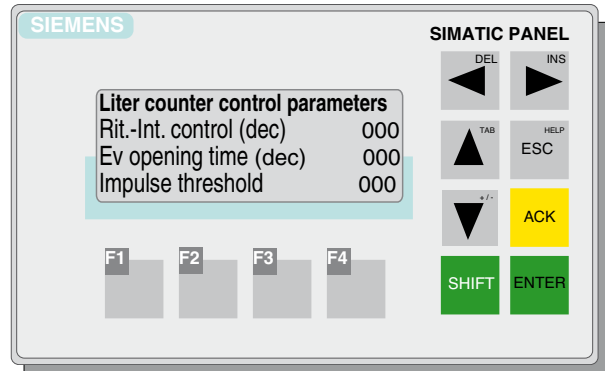 SIEMENS
SIMATIC PANEL
Liter counter control parameters
Rit.-Int. control (dec) 000
Ev opening time (dec) 000
Impulse threshold 000
DEL
INS
TAB
HELP
ESC
+/-
ACK
F1 F2 F3 F4
SHIFT
ENTER